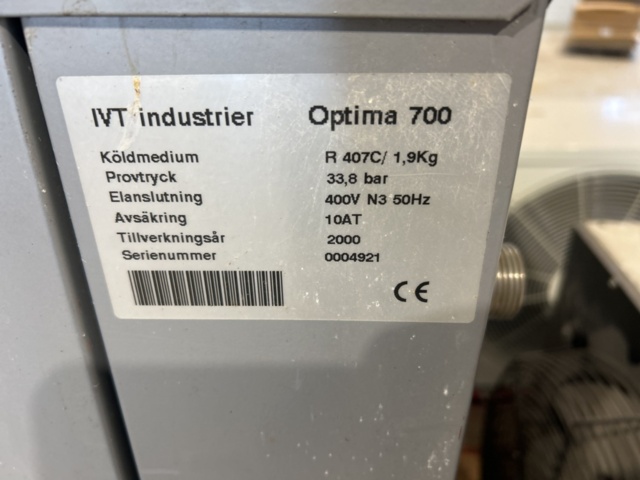 IVT industrier Optima 700
Köldmedium R 407C/ 1,9Kg
Provtryck 33,8 bar
Elanslutning 400V N3 50Hz
Avsäkring 10AT
Tillverkningsår 2000
Serienummer 0004921
CE